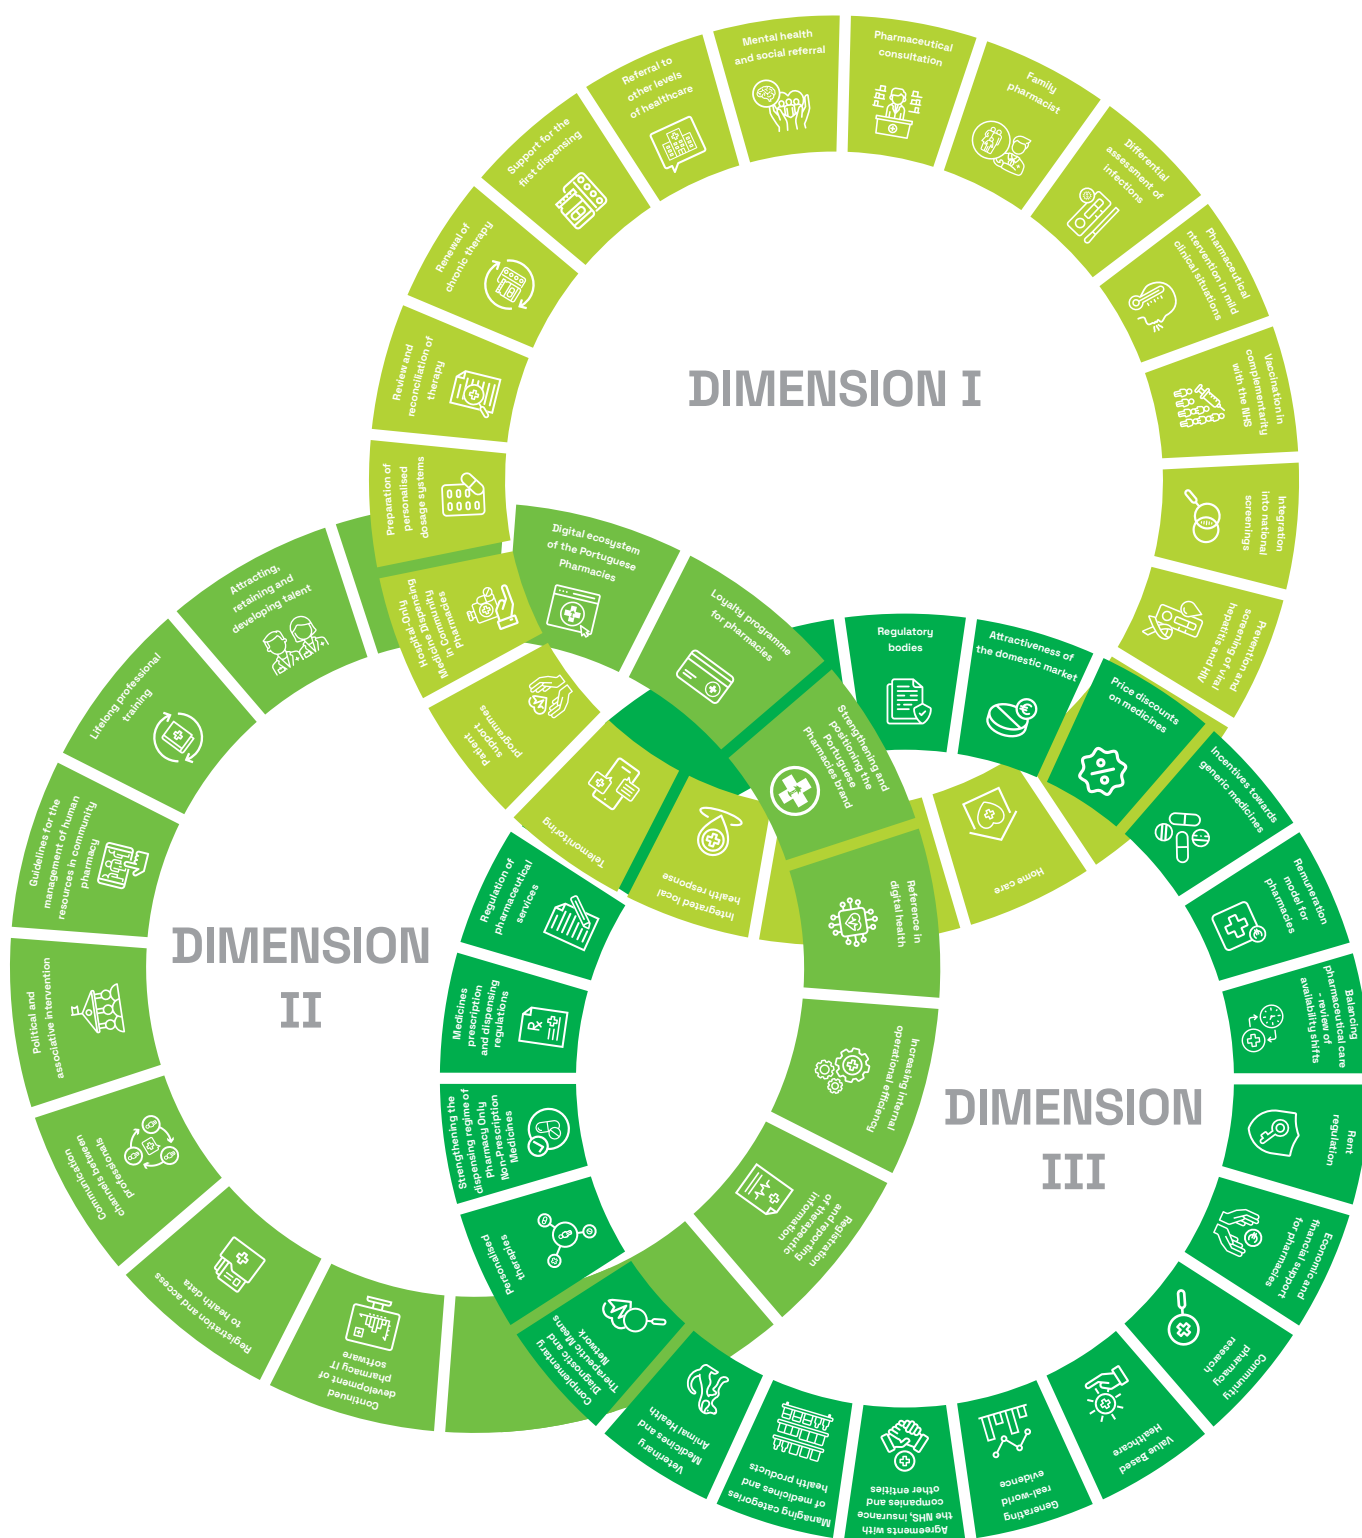 Mental health
and social referral
Pharmaceutical
consultation
Family
pharmacist
Differential
assessment of
infections
Pharmaceutical
ntervention in mild
clinical situations
Vaccination in
complementarity
with the NHS
Integration
into national
screenings
Prevention and
screening of viral
hepatitis and HIV
Home care
Integrated local
health response
Telemonitoring
Patient
support
programmes
Hospital-Only
Medicine Dispensing
in Community
Pharmacies
Preparation of
personalised
dosage systems
Review and
reconciliation of
therapy
Renewal of
chronic therapy
Support for the
first dispensing
Referral to
other levels
of healthcare
DIMENSION I
Digital ecosystem
of the Portuguese
Pharmacies
Loyalty programme
for pharmacies
Strengthening and
positioning the
Portuguese
Pharmacies brand
Reference in
digital health
Increasing internal
operational efficiency
Registration
and reporting
of therapeutic
information
Continued
development of
pharmacy IT
software
Registration and access
to health data
Communication
channels between
professionals
Political and
associative intervention
Guidelines for the
management of human
resources in community
pharmacy
Lifelong professional
training
Attracting,
retaining and
developing talent
DIMENSION
II
Regulatory
bodies
Attractiveness of
the domestic market
Price discounts
on medicines
Incentives towards
generic medicines
Remuneration
model for
pharmacies
Balancing
pharmaceutical care
- review of
availability shifts
Rent
regulation
Economic and
financial support
for pharmacies
Community
pharmacy
research
Value Based
Healthcare
Generating
real-world
evidence
Agreements with
the NHS, insurance
companies and
other entities
Managing categories
of medicines and
health products
Veterinary
Medicines and
Animal Health
Complementary
Diagnostic and
Therapeutic Means
Network
Personalised
therapies
Strengthening the
dispensing regime of
Pharmacy Only
Non-Prescription
Medicines
Medicines
prescription
and dispensing
regulations
Regulation of
pharmaceutical
services
DIMENSION
III